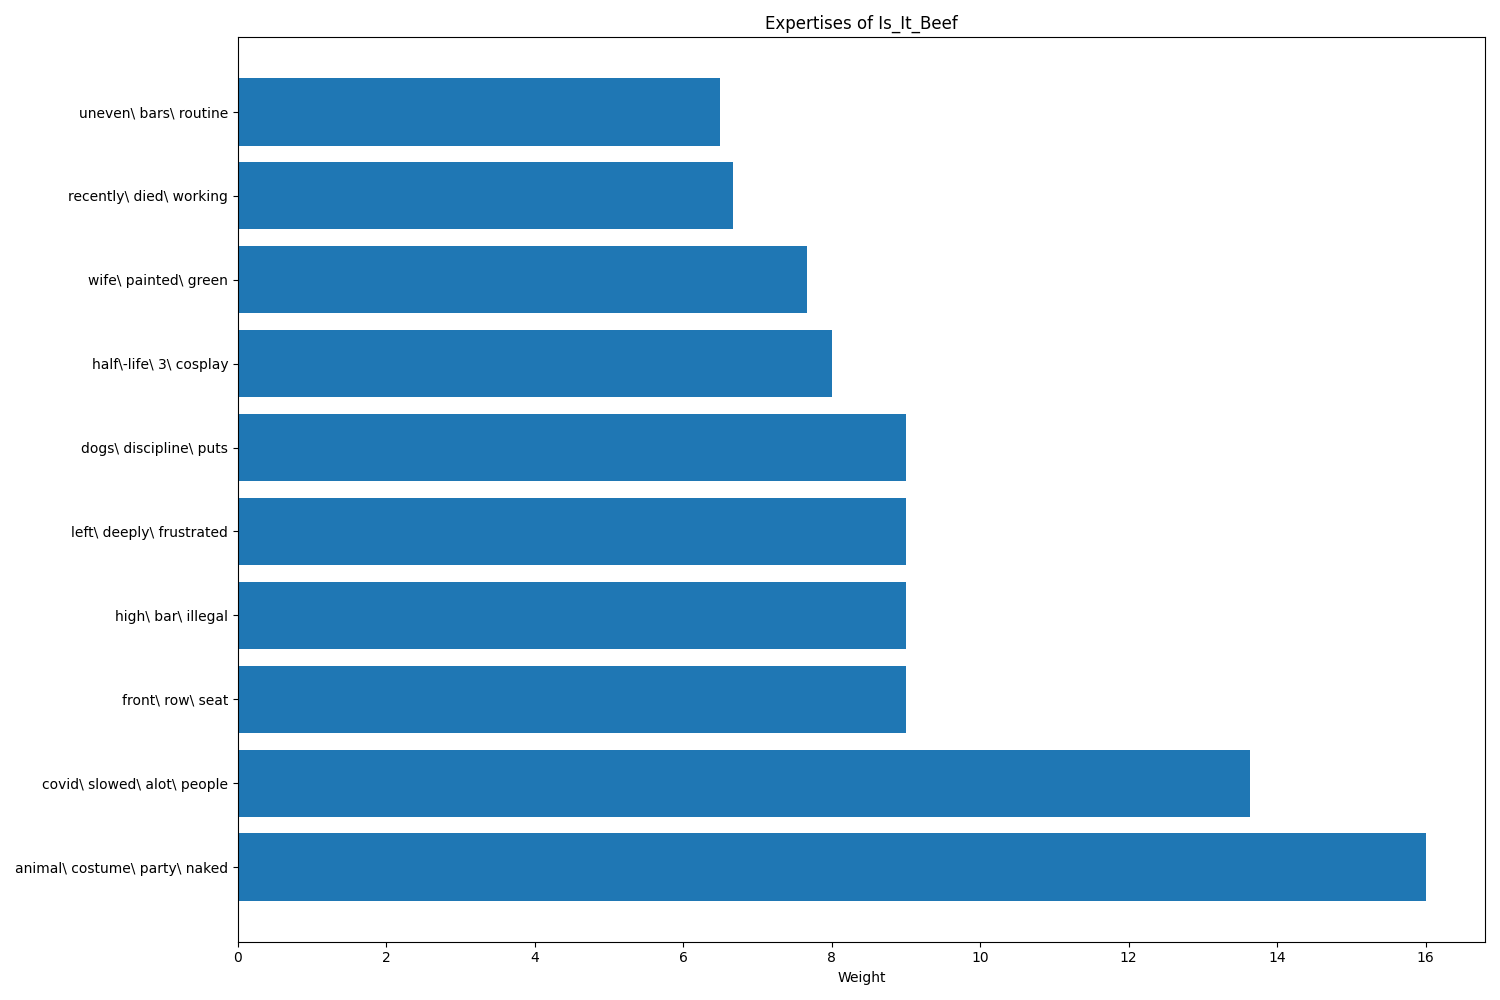 Expertises of Is_It_Beef
uneven\ bars\ routine
recently\ died\ working
wife\ painted\ green
half\-life\ 3\ cosplay
dogs\ discipline\ puts
left\ deeply\ frustrated
high\ bar\ illegal
front\ row\ seat
covid\ slowed\ alot\ people
animal\ costume\ party\ naked
0 2 4 6 8 10 12 14 16
Weight